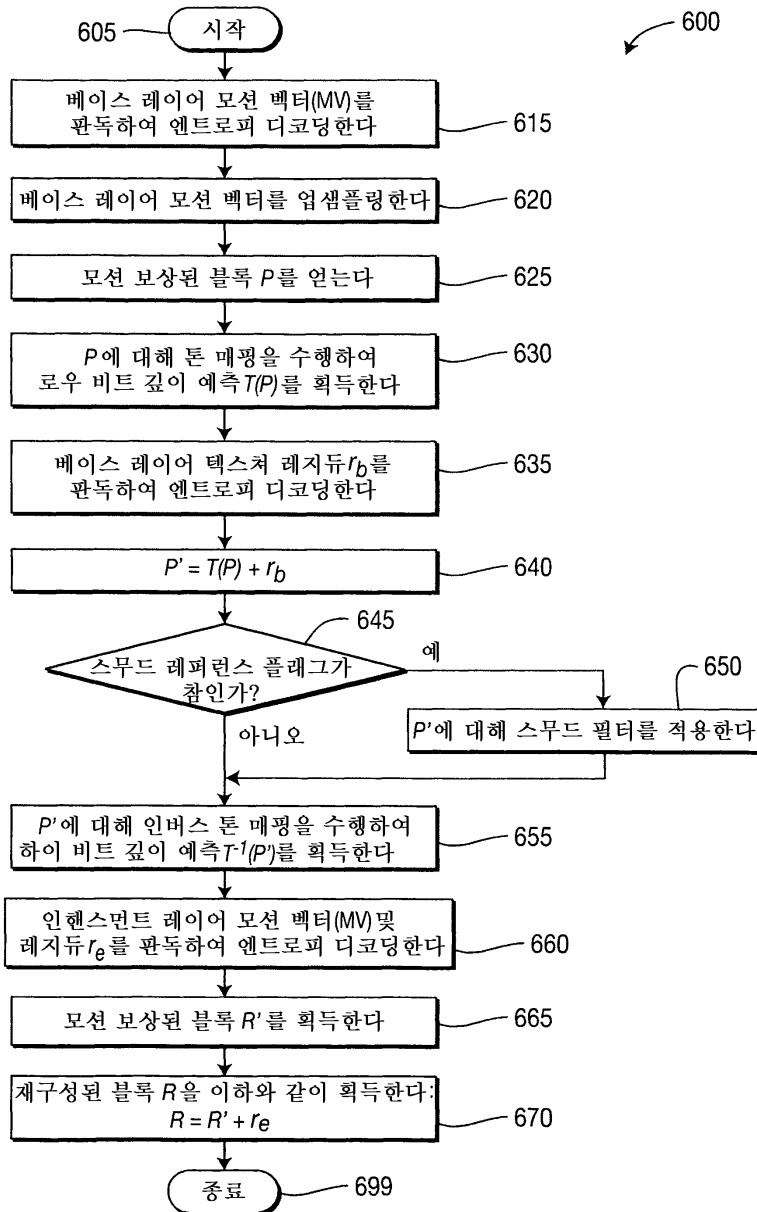 605
시작
600
베이스 레이어 모션 벡터(MV)를
판독하여 엔트로피 디코딩한다
615
베이스 레이어 모션 벡터를 업샘플링한다
620
모션 보상된 블록 P를 얻는다
625
P에 대해 톤 매핑을 수행하여
로우 비트 깊이 예측 T(P)를 획득한다
630
베이스 레이어 텍스쳐 레지듀 r_b를
판독하여 엔트로피 디코딩한다
635
P' = T(P) + r_b
640
645
스무드 레퍼런스 플래그가
참인가?
예
아니오
650
P'에 대해 스무드 필터를 적용한다
P'에 대해 인버스 톤 매핑을 수행하여
하이 비트 깊이 예측 T⁻¹(P')를 획득한다
655
인헨스먼트 레이어 모션 벡터(MV) 및
레지듀 r_e를 판독하여 엔트로피 디코딩한다
660
모션 보상된 블록 R'를 획득한다
665
재구성된 블록 R을 이하와 같이 획득한다:
R = R' + r_e
670
종료
699